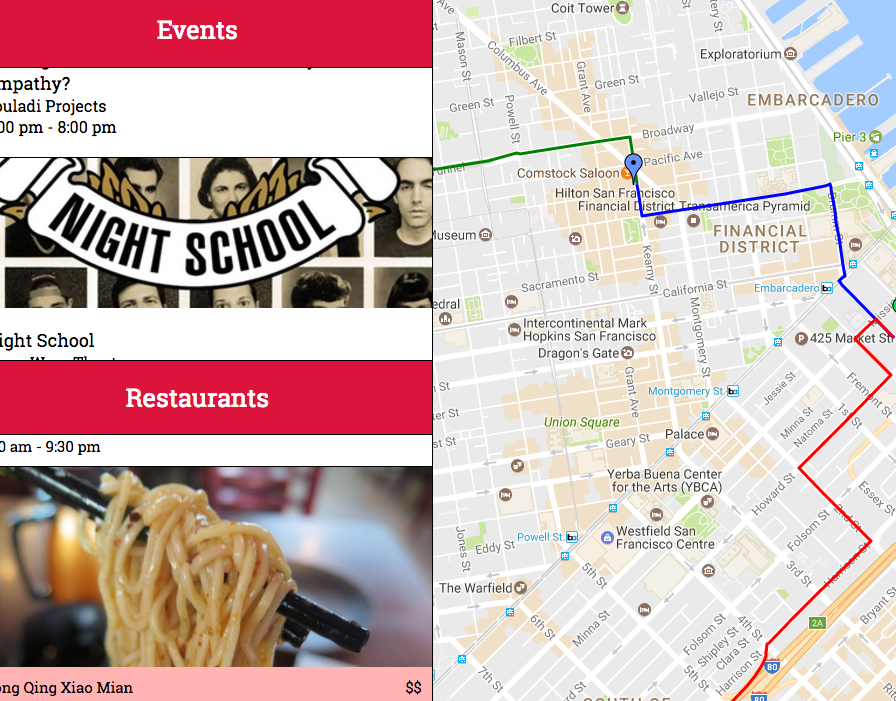 Events
mpathy?
ouladi Projects
00 pm - 8:00 pm
NIGHT SCHOOL
ight School
Restaurants
0 am - 9:30 pm
ong Qing Xiao Mian
$$
Coit Tower
Mason St
Columbus Ave
Filbert St
Grant Ave
Exploratorium
Green St
Green St
Powell St
Vallejo St
EMBARCADERO
Broadway
Pier 3
Pacific Ave
Comstock Saloon
Hilton San Francisco
Financial District
Transamerica Pyramid
Museum
FINANCIAL
DISTRICT
Kearny St
Sacramento St
California St
Embarcadero
edral
Intercontinental Mark
Hopkins San Francisco
Dragon's Gate
Montgomery St
425 Market Str
Grant Ave
Jessie St
Fremont St
Montgomery St.
Minna St
Natoma St
1st St
Union Square
Geary St
Palace
Yerba Buena Center
for the Arts (YBCA)
Howard St
Essex St
Folsom St
2nd St
Powell St.
Westfield San
Francisco Centre
Jones St
Eddy St
5th St
3rd St
Harrison St
The Warfield
6th St
Minna St
Bryant St
2A
Folsom St
Shipley St
Clara St
4th St
Harrison St
7th St
80
80
SOUTH OF